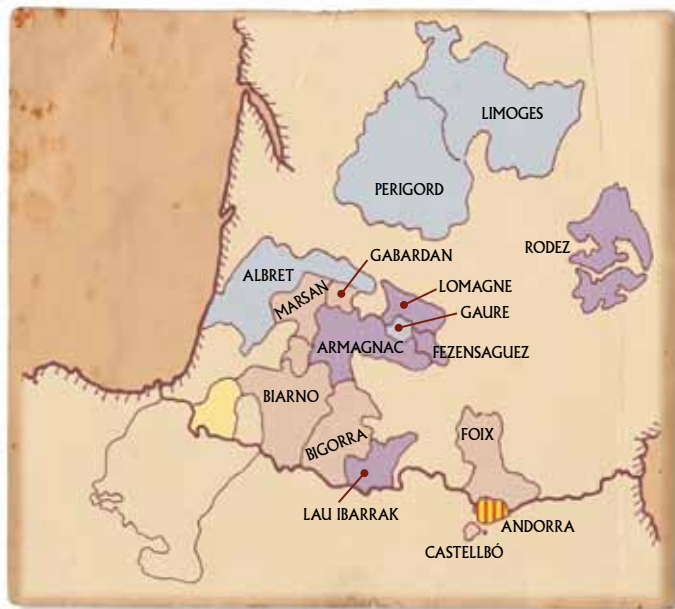 LIMOGES
PERIGORD
RODEZ
GABARDAN
ALBRET
LOMAGNE
MARSAN
GAURE
ARMAGNAC
FEZENSAGUEZ
BIARNO
FOIX
BIGORRA
LAU IBARRAK
ANDORRA
CASTELLBÓ